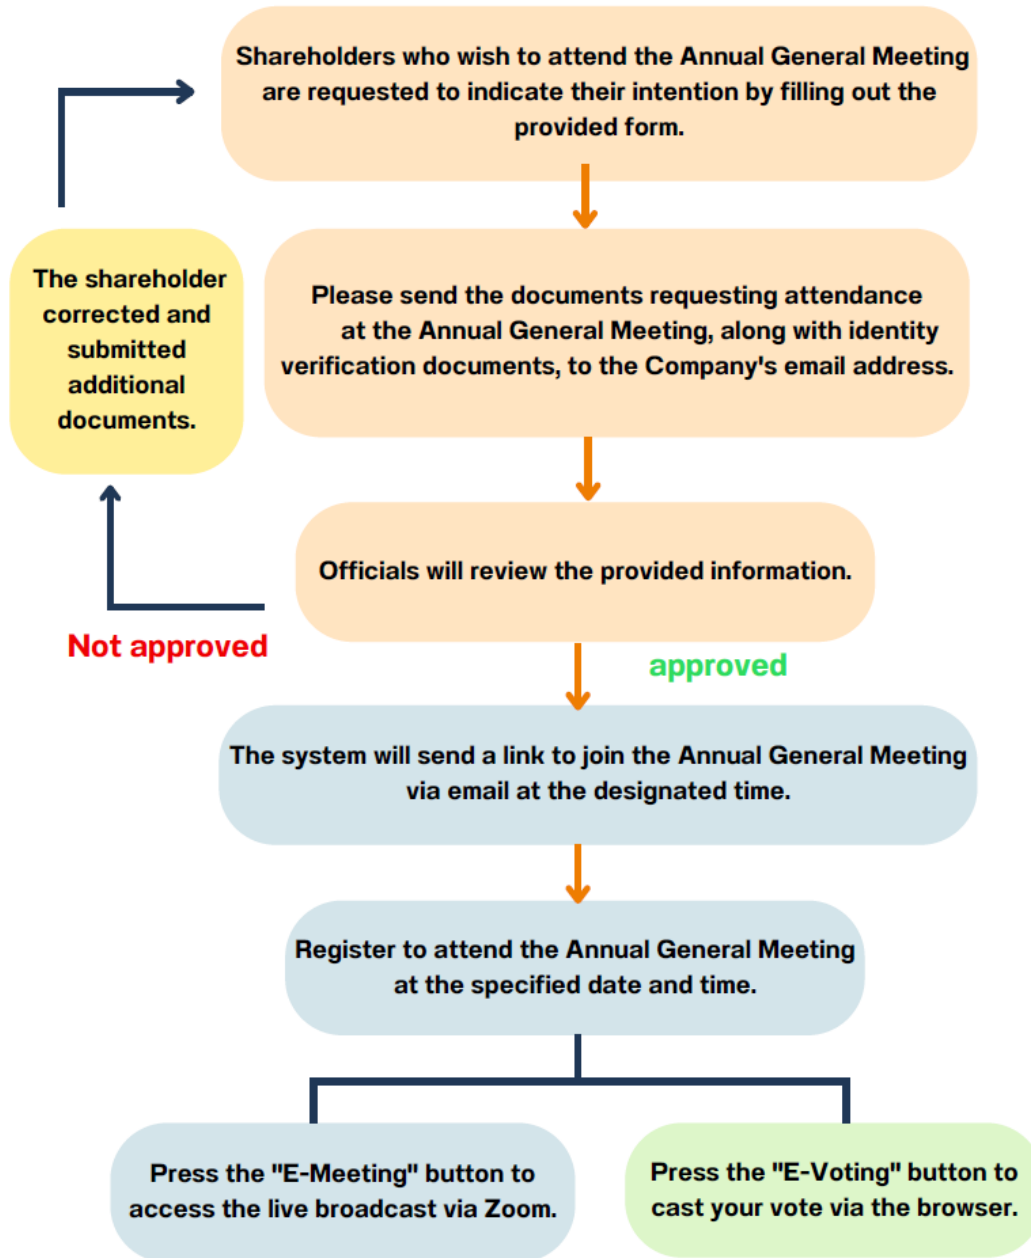 Shareholders who wish to attend the Annual General Meeting
are requested to indicate their intention by filling out the
provided form.
Please send the documents requesting attendance
at the Annual General Meeting, along with identity
verification documents, to the Company's email address.
The shareholder
corrected and
submitted
additional
documents.
Officials will review the provided information.
Not approved
approved
The system will send a link to join the Annual General Meeting
via email at the designated time.
Register to attend the Annual General Meeting
at the specified date and time.
Press the "E-Meeting" button to
access the live broadcast via Zoom.
Press the "E-Voting" button to
cast your vote via the browser.